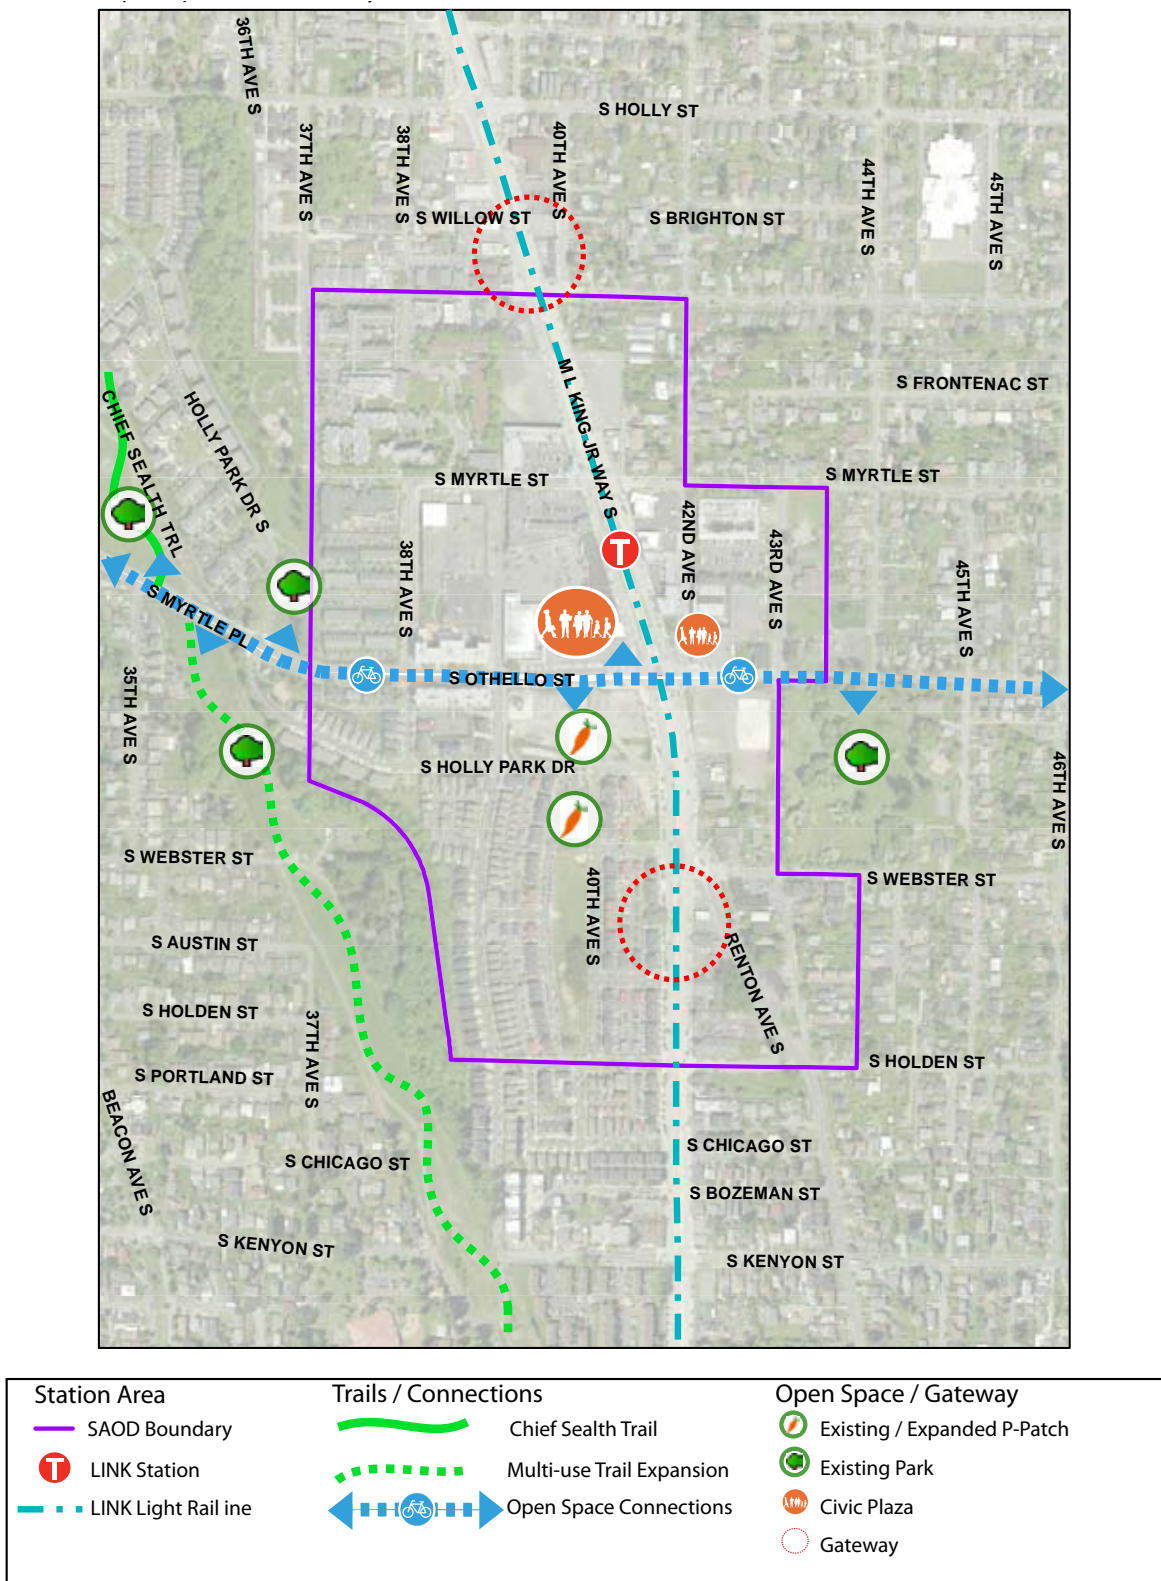 36TH AVE S
S HOLLY ST
37TH AVE S
38TH AVE S
40TH AVE S
44TH AVE S
45TH AVE S
S WILLOW ST
S BRIGHTON ST
S FRONTENAC ST
M L KING JR WAY S
CHIEF SEALTH TRL
HOLLY PARK DR S
S MYRTLE ST
S MYRTLE ST
42ND AVE S
43RD AVE S
38TH AVE S
45TH AVE S
T
S MYRTLE PL
S OTHELLO ST
35TH AVE S
S HOLLY PARK DR
46TH AVE S
S WEBSTER ST
S WEBSTER ST
40TH AVE S
S AUSTIN ST
RENTON AVE S
S HOLDEN ST
37TH AVE S
S HOLDEN ST
S PORTLAND ST
BEACON AVE S
S CHICAGO ST
S CHICAGO ST
S BOZEMAN ST
S KENYON ST
S KENYON ST
Station Area
SAOD Boundary
T LINK Station
LINK Light Rail ine
Trails / Connections
Chief Sealth Trail
Multi-use Trail Expansion
Open Space Connections
Open Space / Gateway
Existing / Expanded P-Patch
Existing Park
Civic Plaza
Gateway